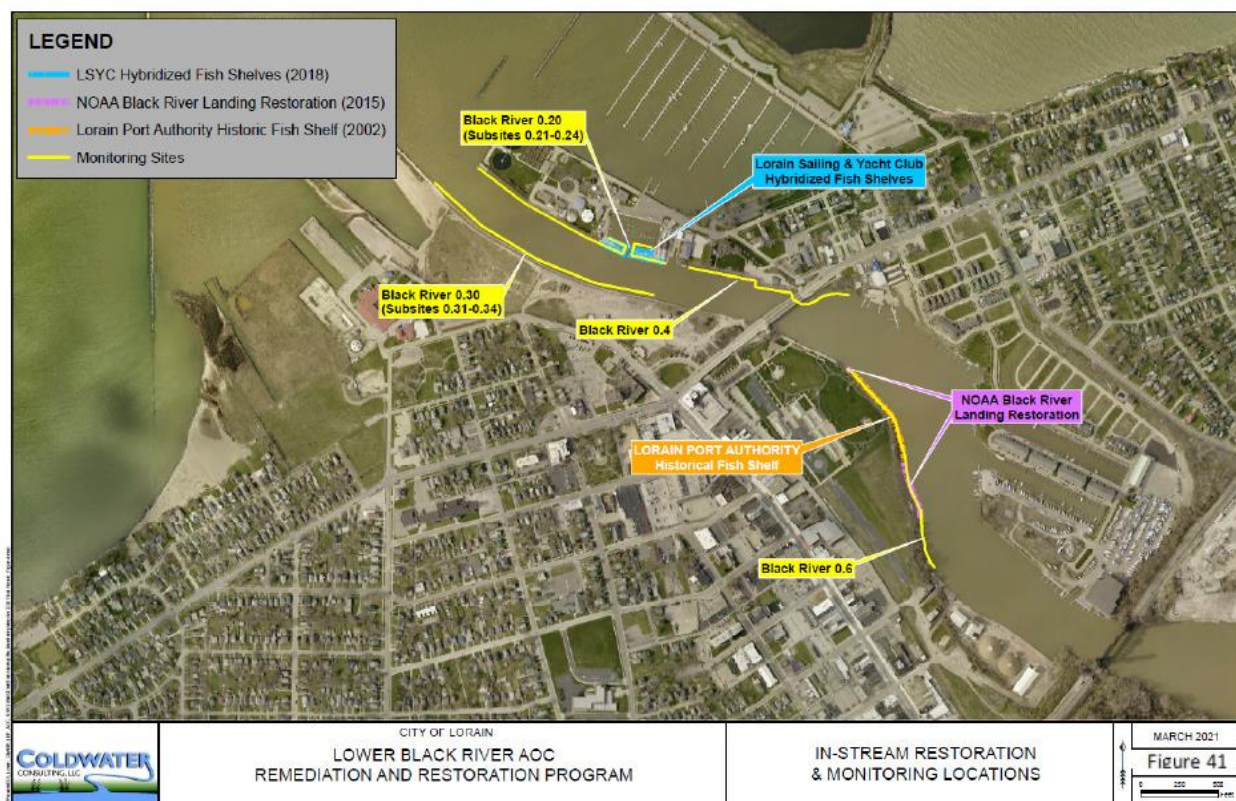 LEGEND
LSYC Hybridized Fish Shelves (2018)
NOAA Black River Landing Restoration (2015)
Lorain Port Authority Historic Fish Shelf (2002)
Monitoring Sites
Black River 0.20
(Subsites 0.21-0.24)
Lorain Sailing & Yacht Club
Hybridized Fish Shelves
Black River 0.30
(Subsites 0.31-0.34)
Black River 0.4
NOAA Black River
Landing Restoration
LORAIN PORT AUTHORITY
Historical Fish Shelf
Black River 0.6
COLDWATER
CONSULTING, LLC
CITY OF LORAIN
LOWER BLACK RIVER AOC
REMEDIATION AND RESTORATION PROGRAM
IN-STREAM RESTORATION
& MONITORING LOCATIONS
MARCH 2021
Figure 41
0 250 500
Feet